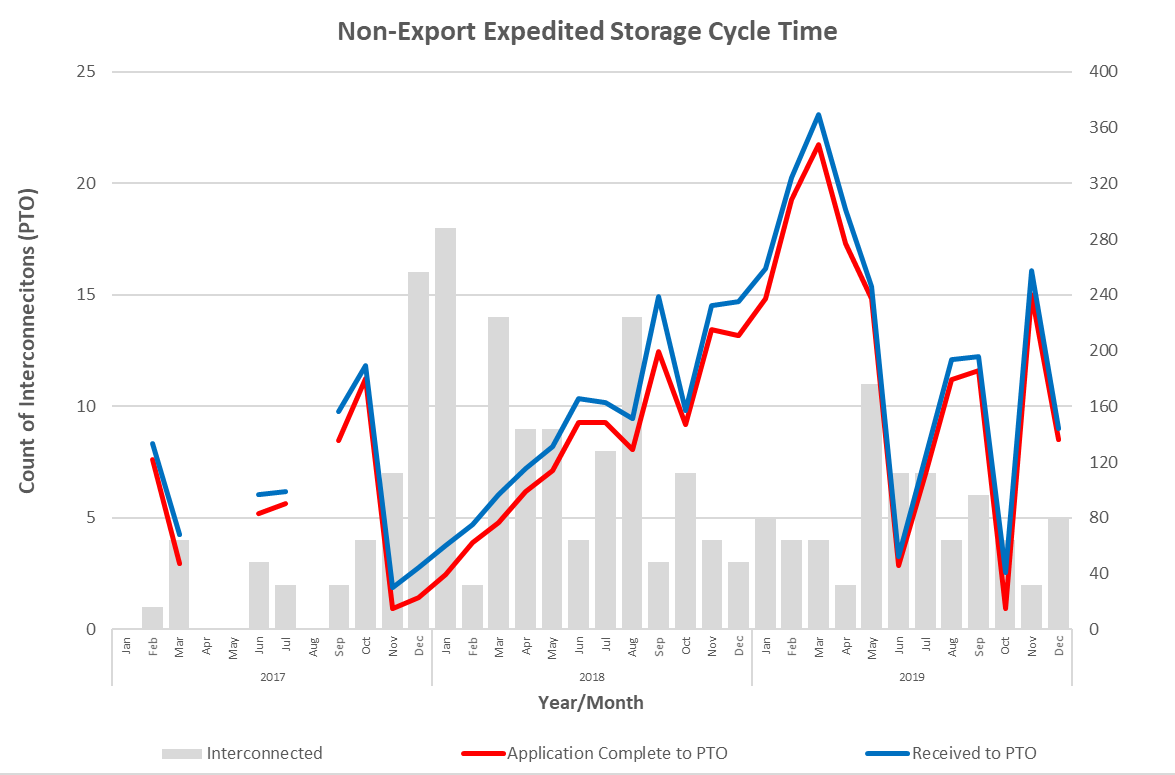 Non-Export Expedited Storage Cycle Time
25
20
15
10
5
0
Count of Interconnecitons (PTO)
400
360
320
280
240
200
160
120
80
40
0
Jan Feb Mar Apr May Jun Jul Aug Sep Oct Nov Dec Jan Feb Mar Apr May Jun Jul Aug Sep Oct Nov Dec Jan Feb Mar Apr May Jun Jul Aug Sep Oct Nov Dec
2017 2018 2019
Year/Month
Interconnected Application Complete to PTO Received to PTO